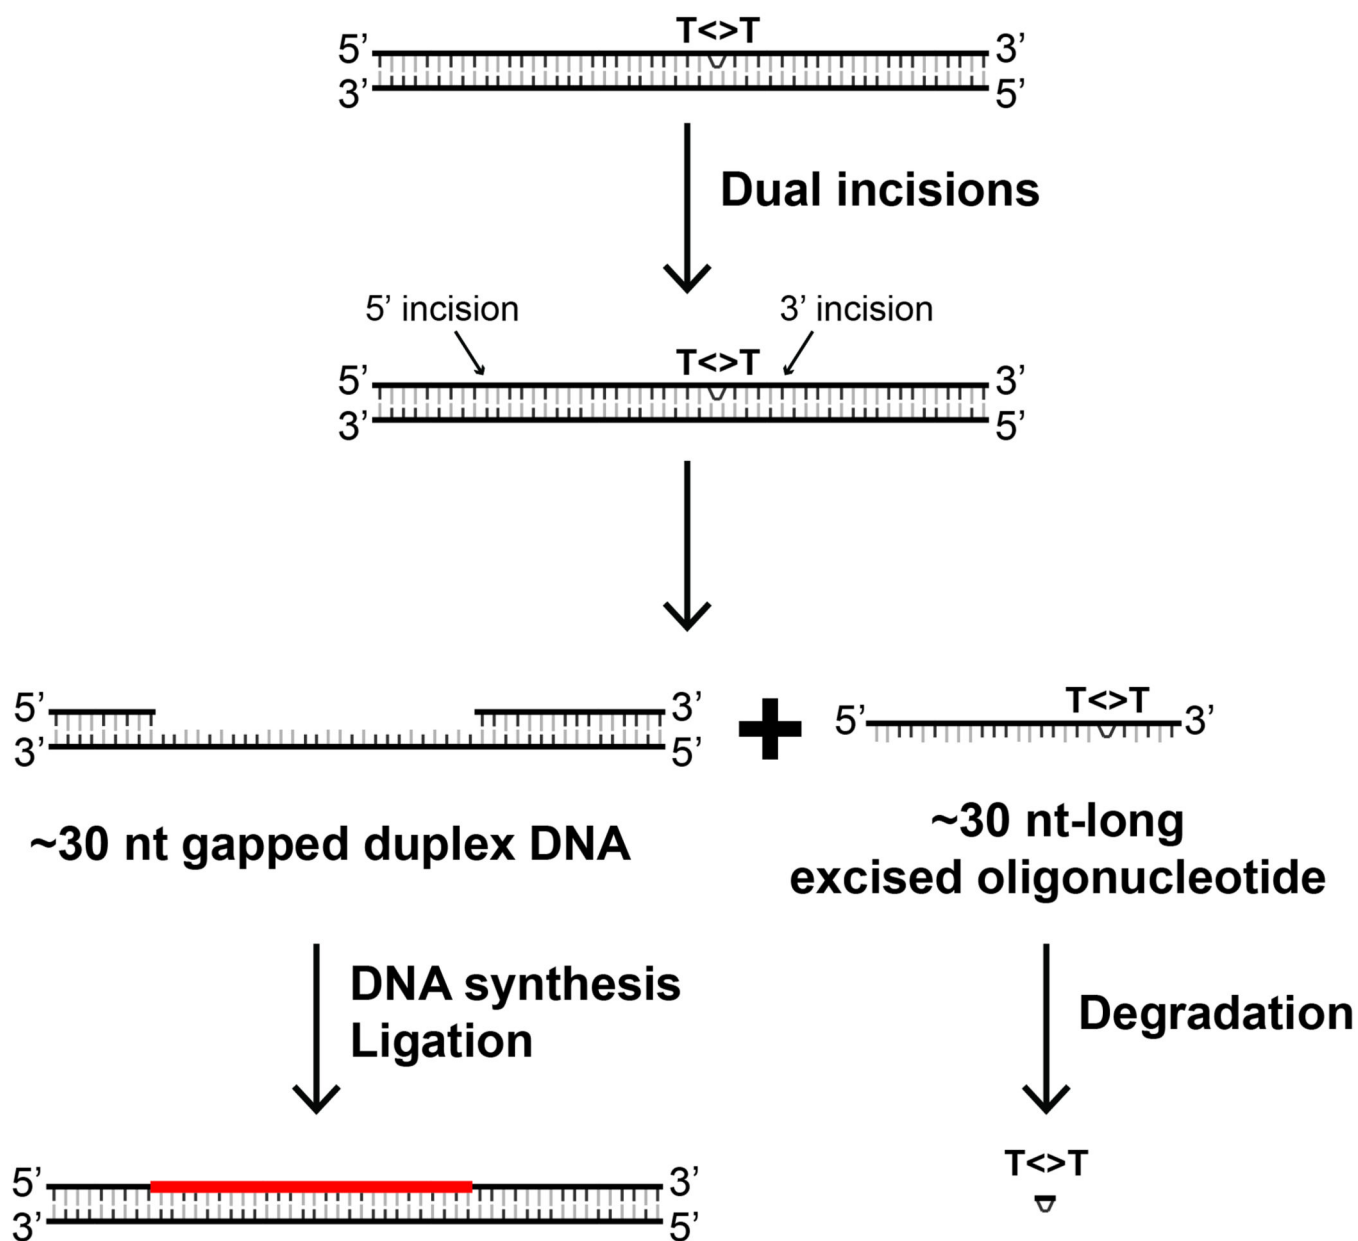 T<>T
5’ 3’
3’ 5’
Dual incisions
5’ incision 3’ incision
T<>T
5’ 3’
3’ 5’
5’ 3’
3’ 5’
+
T<>T
5’ 3’
~30 nt gapped duplex DNA
~30 nt-long
excised oligonucleotide
DNA synthesis
Ligation
Degradation
5’ 3’
3’ 5’
T<>T